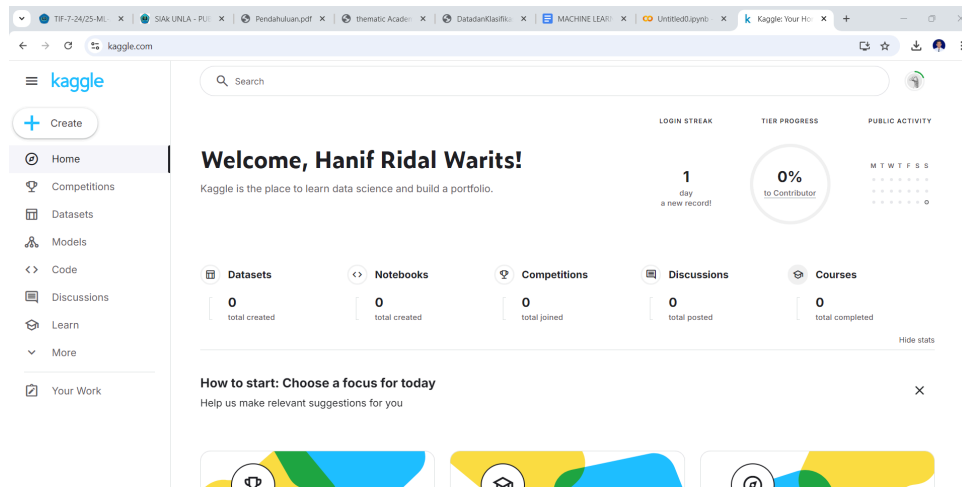 TIF-7-24/25-ML-
SIAk UNLA - PUS
Pendahuluan.pdf
thematic Academ
DatadanKlasifika
MACHINE LEARN
Untitled0.ipynb
Kaggle: Your Ho
kaggle.com
kaggle
Search
Create
LOGIN STREAK TIER PROGRESS PUBLIC ACTIVITY
Home
Welcome, Hanif Ridal Warits!
M T W T F S S
Kaggle is the place to learn data science and build a portfolio.
1
day
a new record!
0%
to Contributor
Competitions
Datasets
Models
Code
Discussions
Learn
More
Your Work
Datasets
0
total created
Notebooks
0
total created
Competitions
0
total joined
Discussions
0
total posted
Courses
0
total completed
Hide stats
How to start: Choose a focus for today
Help us make relevant suggestions for you